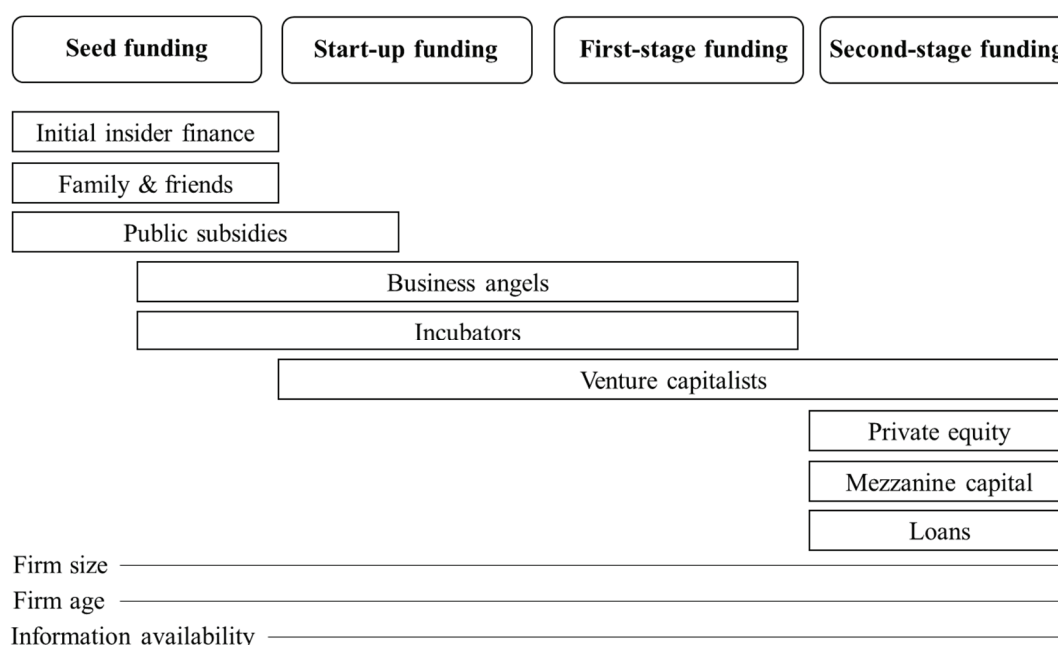 Seed funding
Start-up funding
First-stage funding
Second-stage funding
Initial insider finance
Family & friends
Public subsidies
Business angels
Incubators
Venture capitalists
Private equity
Mezzanine capital
Loans
Firm size
Firm age
Information availability